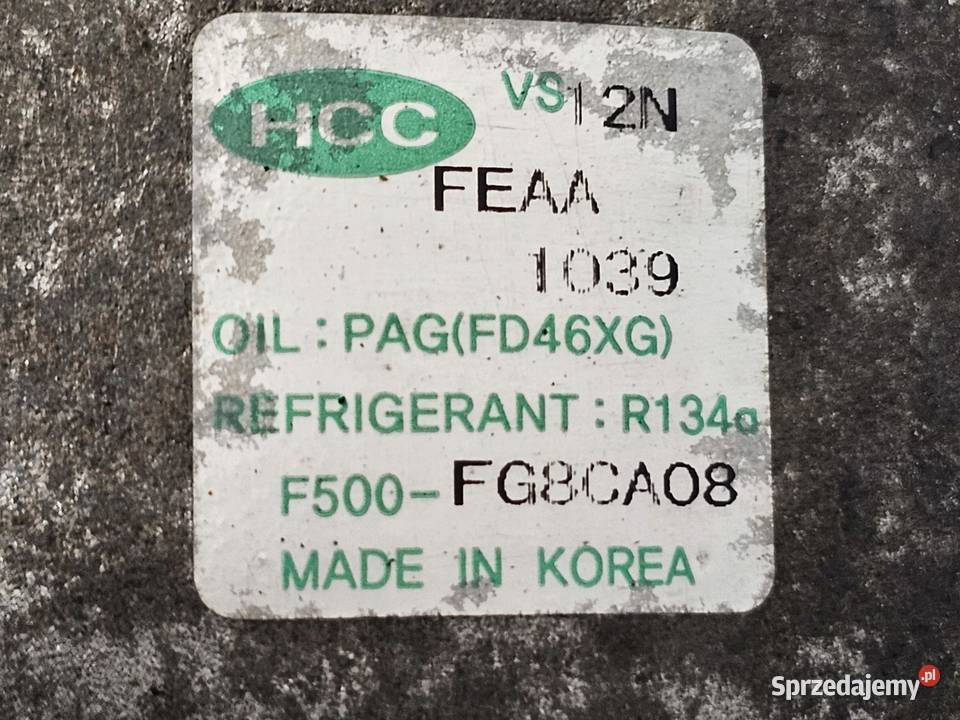 HCC VS12N
FEAA
1039
OIL : PAG(FD46XG)
REFRIGERANT : R134a
F500-FG8CA08
MADE IN KOREA
Sprzedajemy.pl